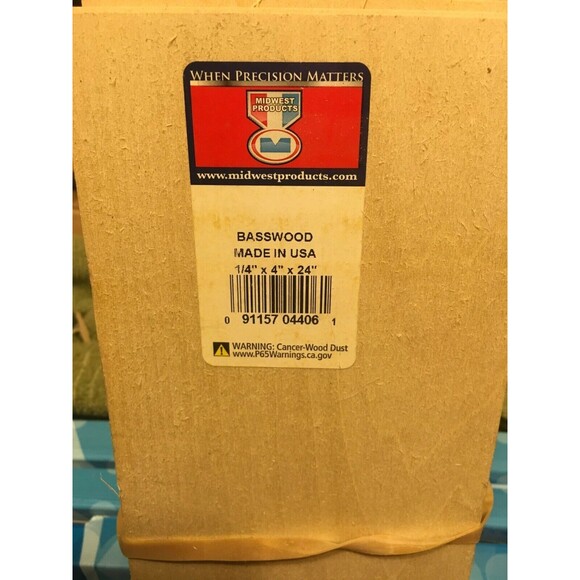 WHEN PRECISION MATTERS
MIDWEST
PRODUCTS
M
www.midwestproducts.com
BASSWOOD
MADE IN USA
1/4" x 4" x 24"
0 91157 04406 1
WARNING: Cancer-Wood Dust
www.P65Warnings.ca.gov